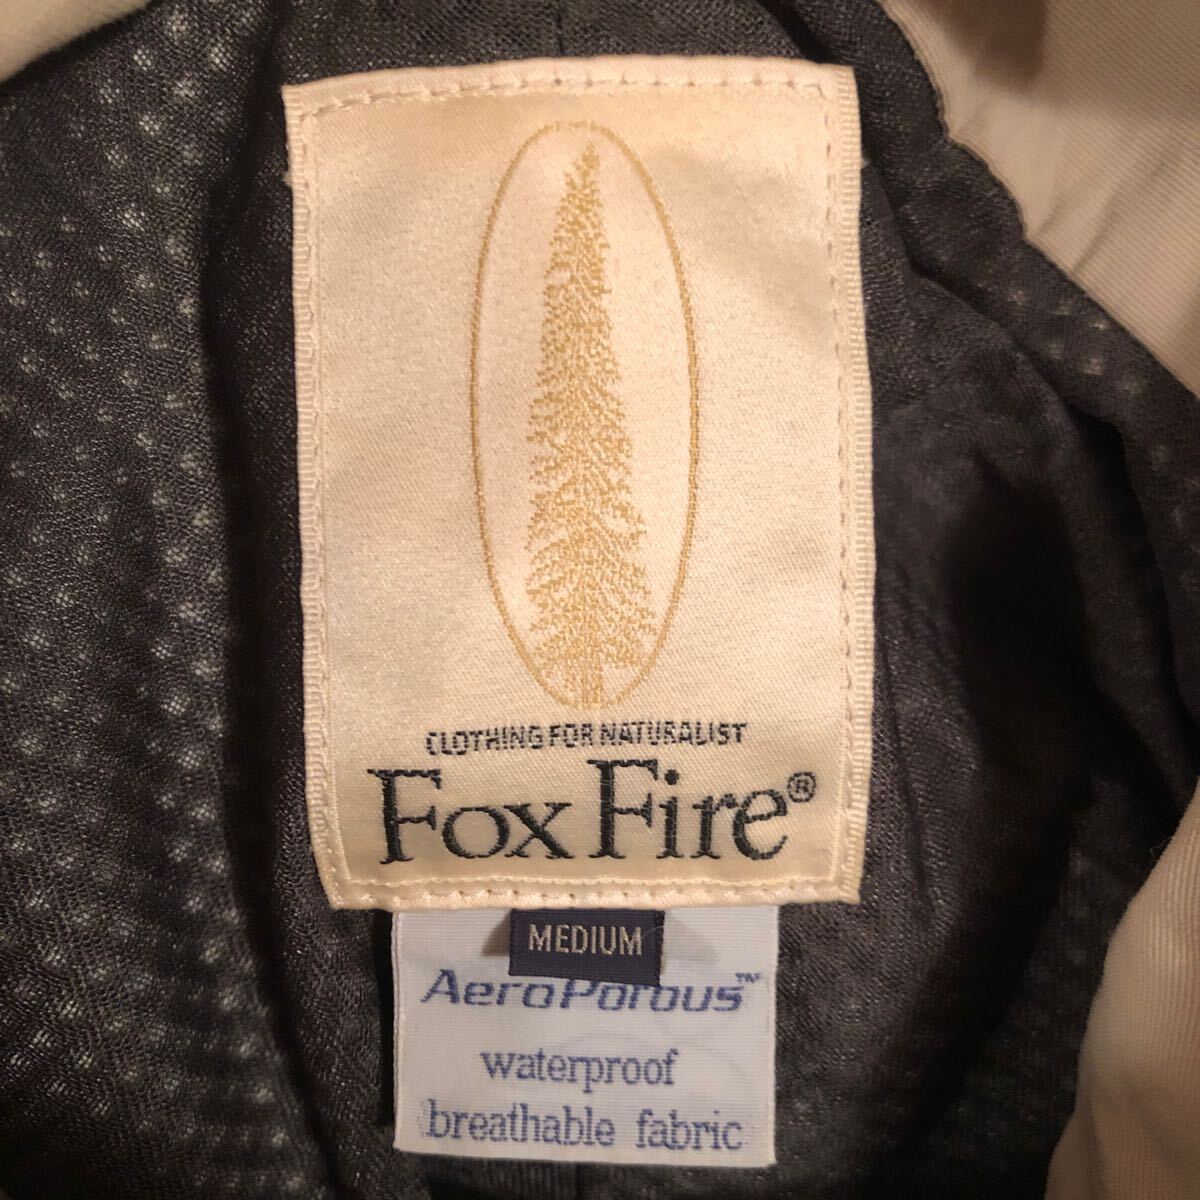 CLOTHING FOR NATURALIST
FOX FIRE®
MEDIUM
AeroPorous™
waterproof
breathable fabric